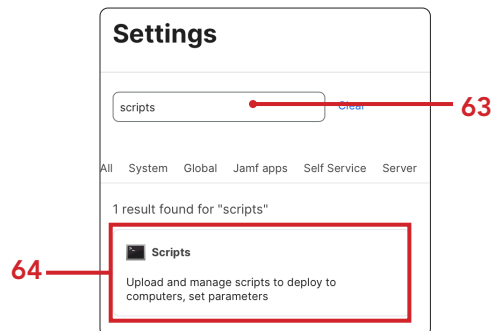 Settings
scripts
Clear
63
All System Global Jamf apps Self Service Server
1 result found for "scripts"
Scripts
64
Upload and manage scripts to deploy to
computers, set parameters